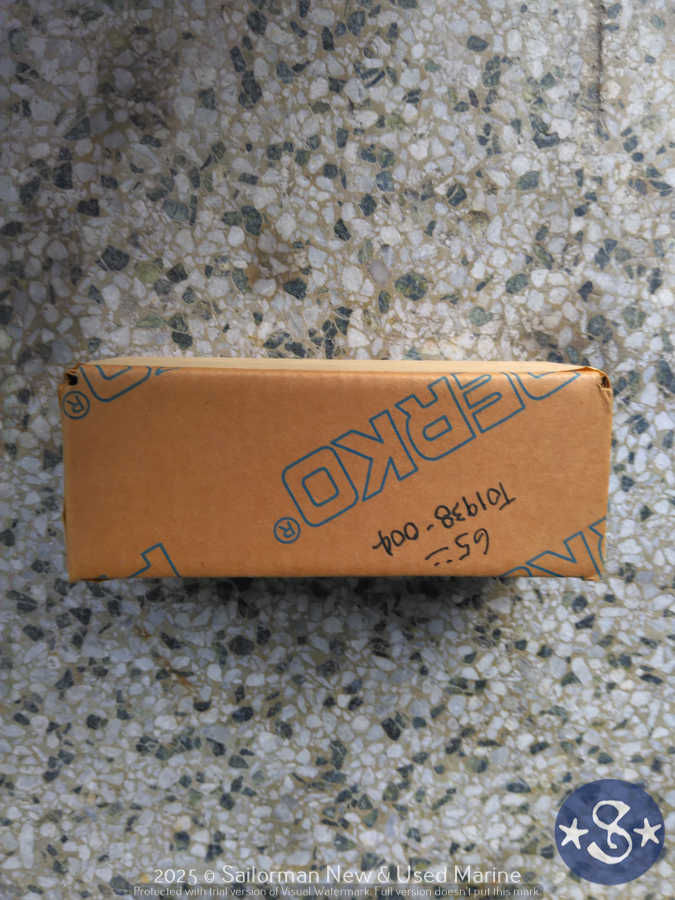 PERKO®
T01938-004
65--
2025 © Sailorman New & Used Marine
Protected with trial version of Visual Watermark. Full version doesn't put this mark.
S